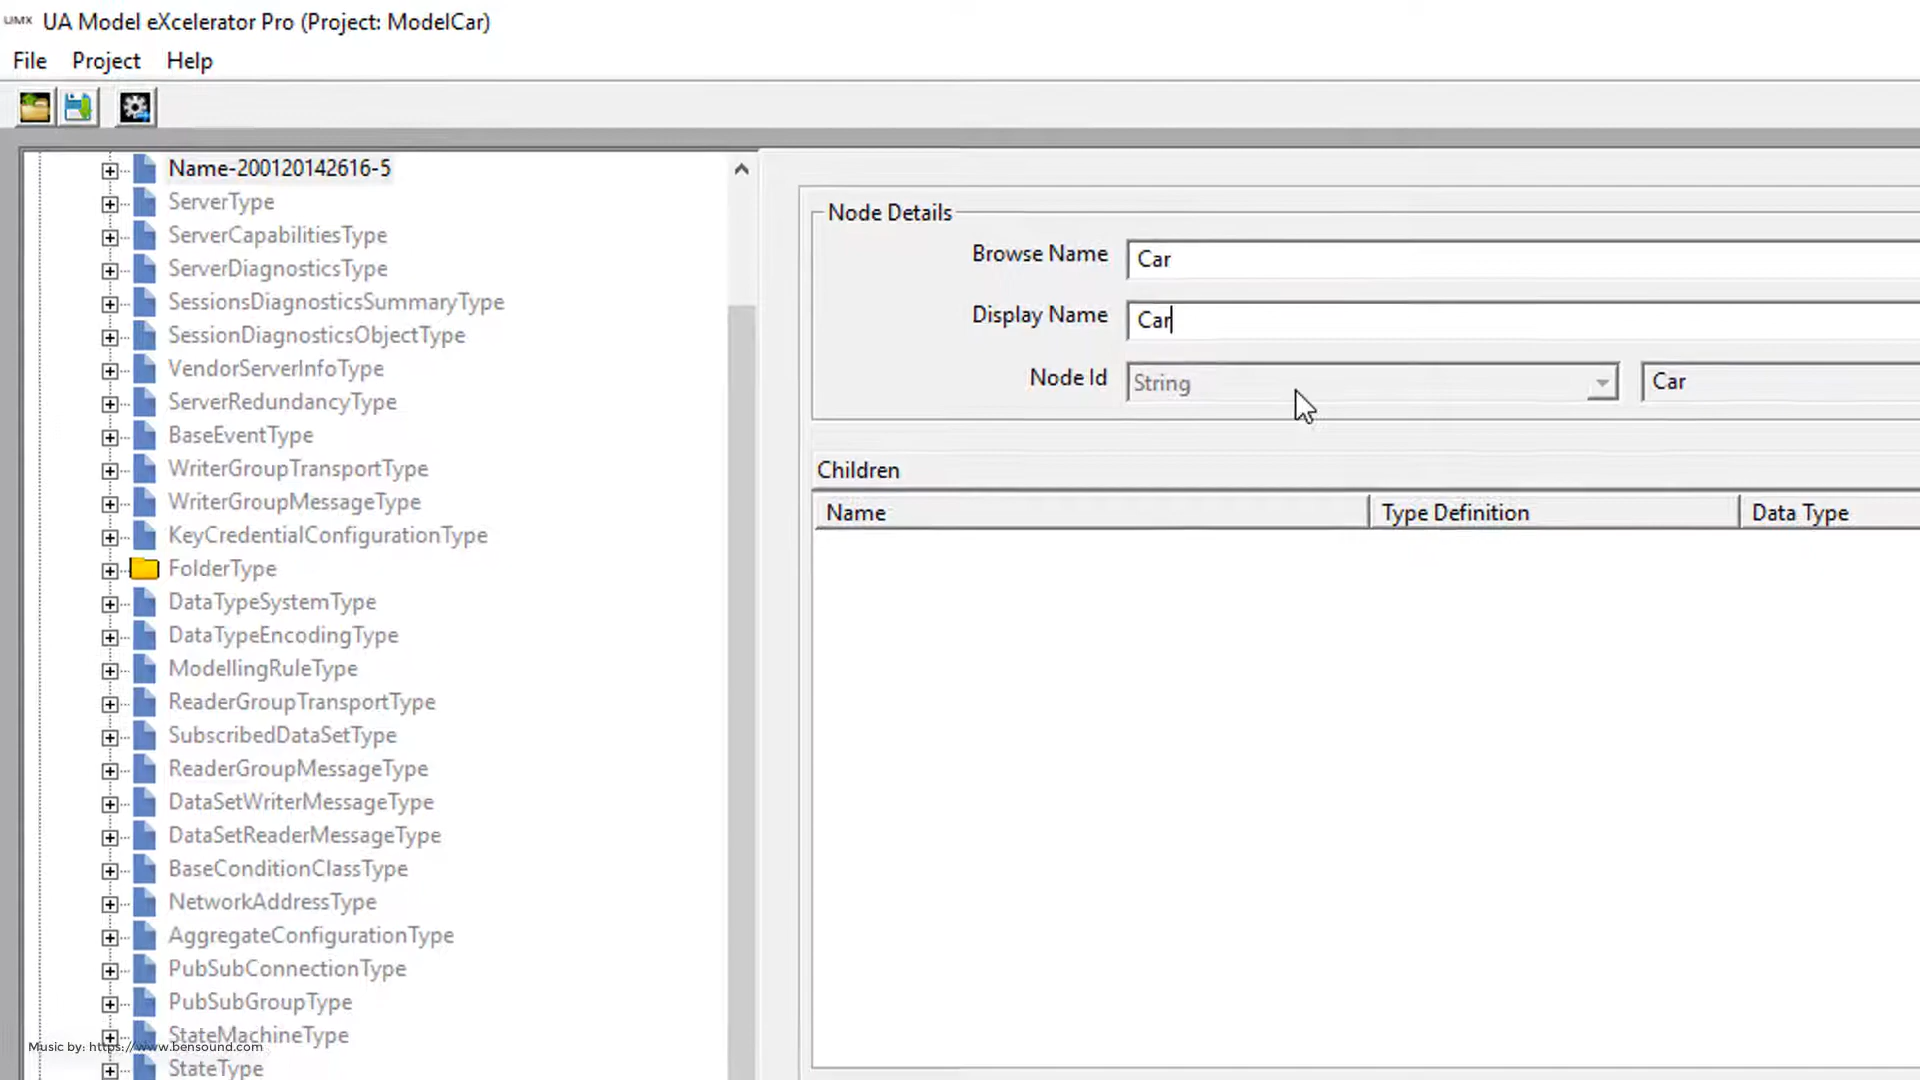 UMX UA Model eXcelerator Pro (Project: ModelCar)
File Project Help
Name-200120142616-5
ServerType
ServerCapabilitiesType
ServerDiagnosticsType
SessionsDiagnosticsSummaryType
SessionDiagnosticsObjectType
VendorServerInfoType
ServerRedundancyType
BaseEventType
WriterGroupTransportType
WriterGroupMessageType
KeyCredentialConfigurationType
FolderType
DataTypeSystemType
DataTypeEncodingType
ModellingRuleType
ReaderGroupTransportType
SubscribedDataSetType
ReaderGroupMessageType
DataSetWriterMessageType
DataSetReaderMessageType
BaseConditionClassType
NetworkAddressType
AggregateConfigurationType
PubSubConnectionType
PubSubGroupType
StateMachineType
Music by: https://www.bensound.com
StateType
Node Details
Browse Name Car
Display Name Car
Node Id String Car
Children
Name Type Definition Data Type